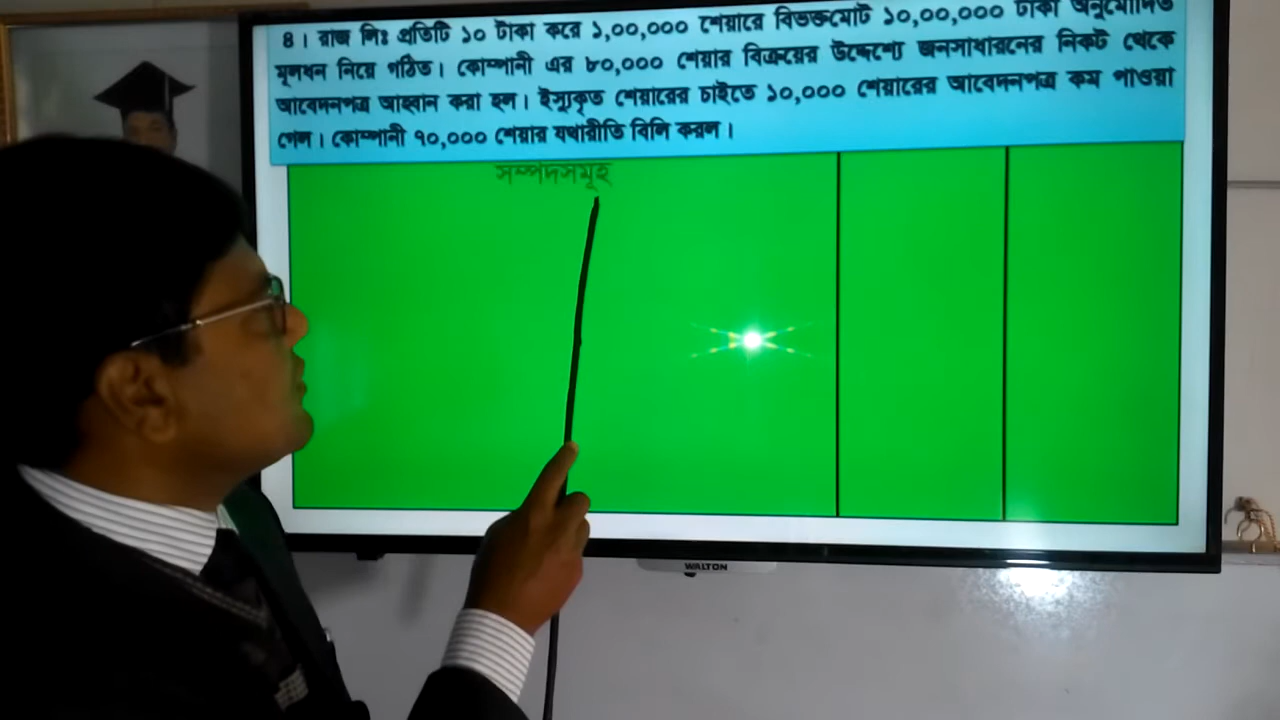 ৪। রাজ লিঃ প্রতিটি ১০ টাকা করে ১,০০,০০০ শেয়ারে বিভক্তমোট ১০,০০,০০০ টাকা অনুমোদিত
মূলধন নিয়ে গঠিত। কোম্পানী এর ৮০,০০০ শেয়ার বিক্রয়ের উদ্দেশ্যে জনসাধারনের নিকট থেকে
আবেদনপত্র আহবান করা হল। ইস্যুকৃত শেয়ারের চাইতে ১০,০০০ শেয়ারের আবেদনপত্র কম পাওয়া
গেল। কোম্পানী ৭০,০০০ শেয়ার যথারীতি বিলি করল।
সম্পদসমূহ
WALTON